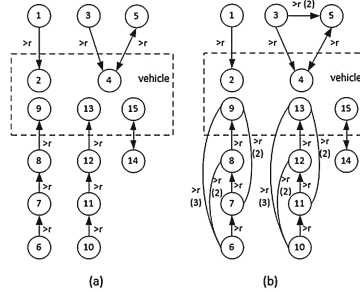 >r (2)
1 3 5 1 3 5
>r >r >r >r >r >r
2 4 vehicle 2 4 vehicle
9 13 15 9 13 15
>r >r >r >r (2) >r >r (2)
8 12 14 8 12 14
>r >r >r (3) >r (2) >r >r (3) >r (2) >r
7 11 7 11
>r >r >r >r
6 10 6 10
(a) (b)